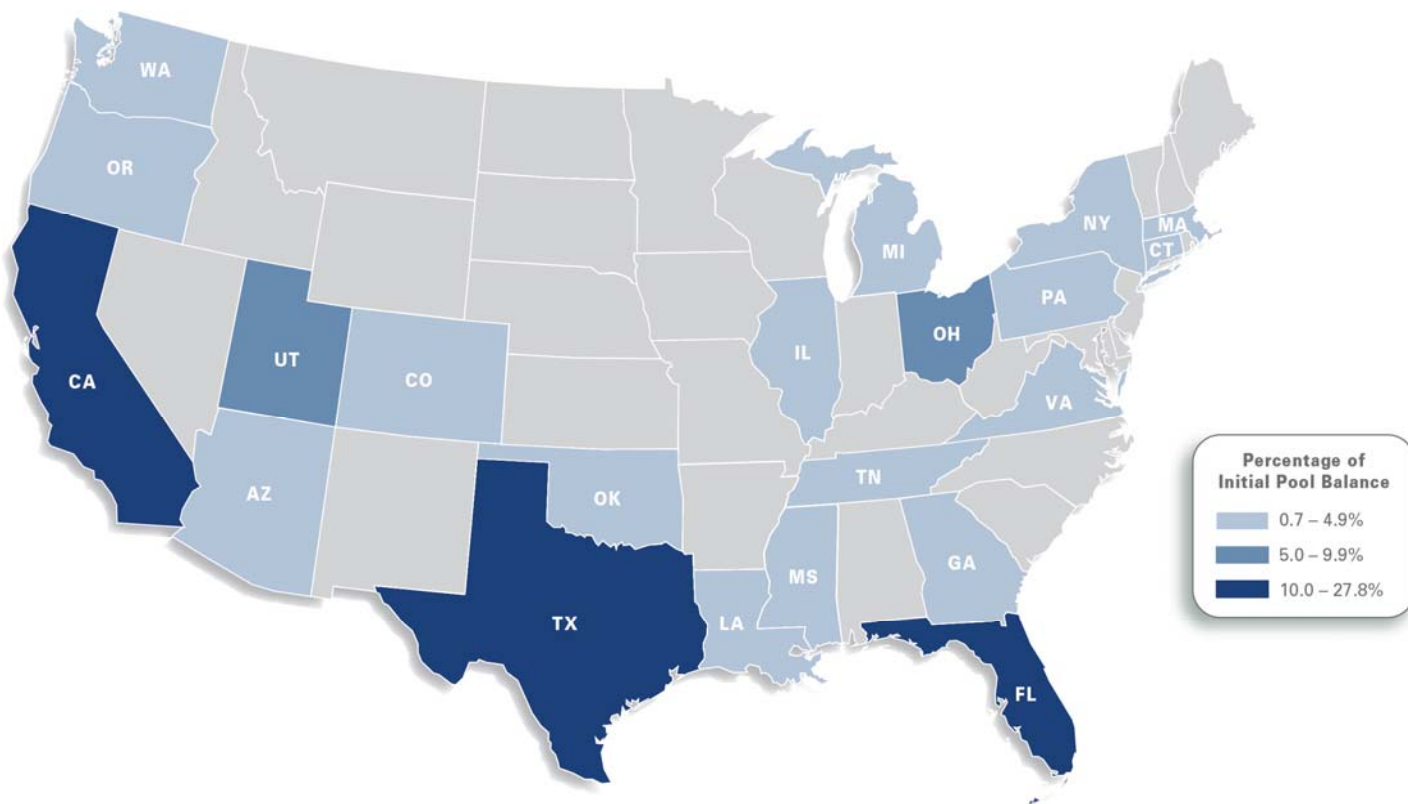 WA
OR
CA
UT
CO
AZ
TX
OK
LA
MS
TN
GA
FL
IL
MI
OH
VA
PA
NY
MA
CT
Percentage of
Initial Pool Balance
0.7 – 4.9%
5.0 – 9.9%
10.0 – 27.8%